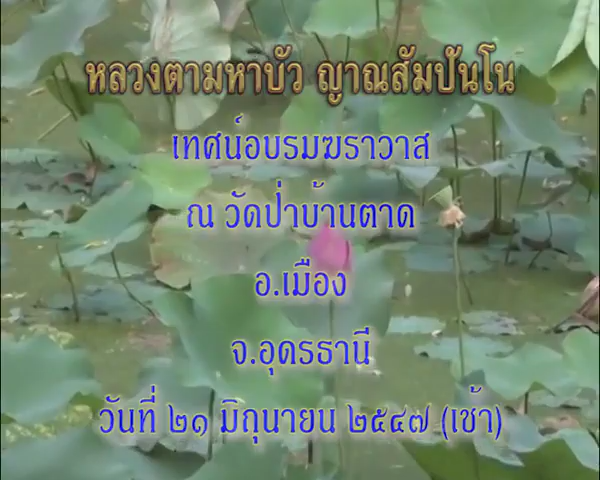 หลวงตามหาบัว ญาณสัมปันโน
เทศน์อบรมฆราวาส
ณ วัดป่าบ้านตาด
อ.เมือง
จ.อุดรธานี
วันที่ ๒๑ มิถุนายน ๒๕๔๗ (เช้า)